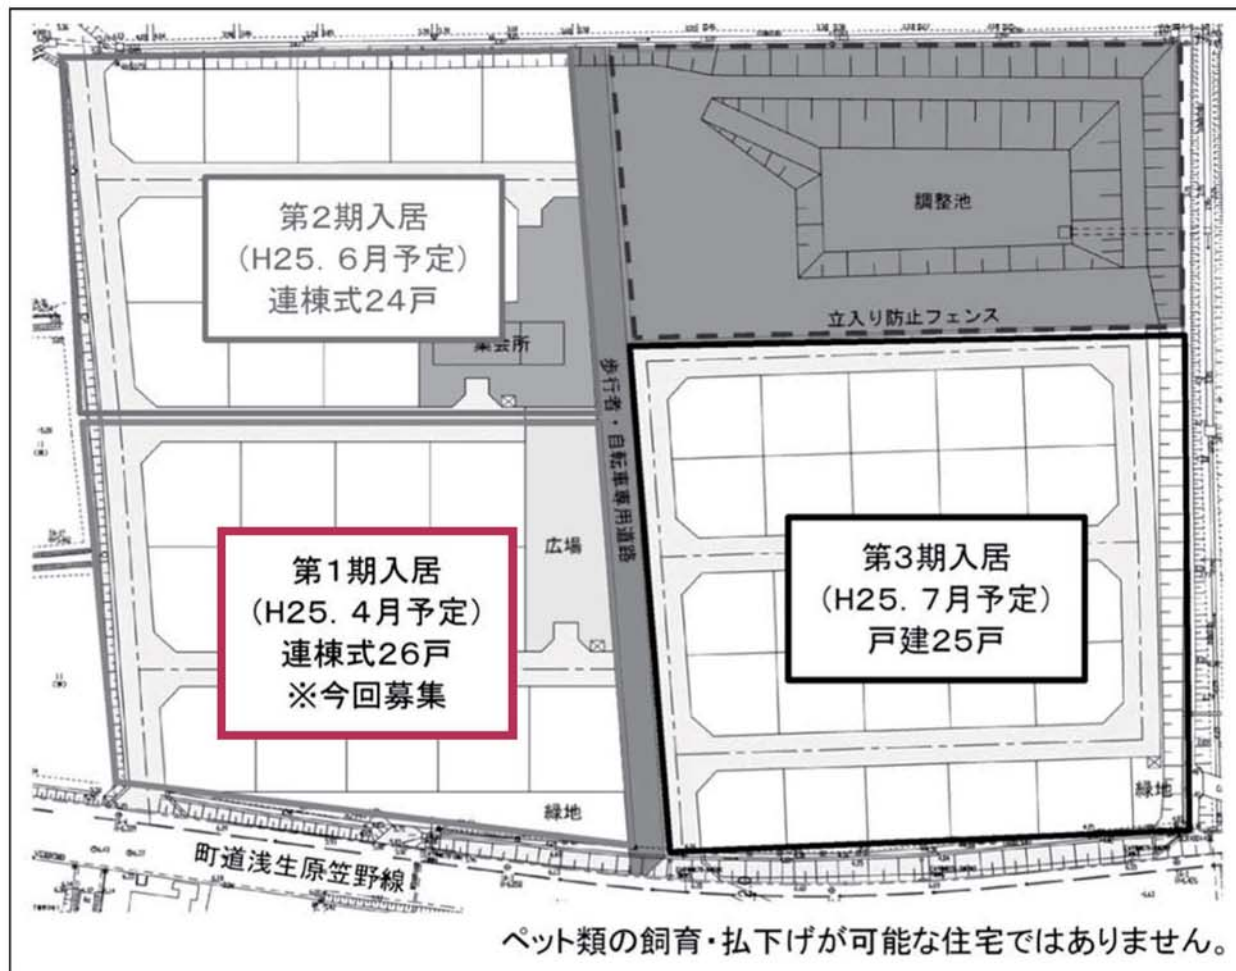 第2期入居
(H25.6月予定)
連棟式24戸
調整池
立入り防止フェンス
集会所
歩行者・自転車専用道路
第1期入居
(H25.4月予定)
連棟式26戸
※今回募集
広場
第3期入居
(H25.7月予定)
戸建25戸
緑地
緑地
町道浅生原笠野線
ペット類の飼育・払下げが可能な住宅ではありません。